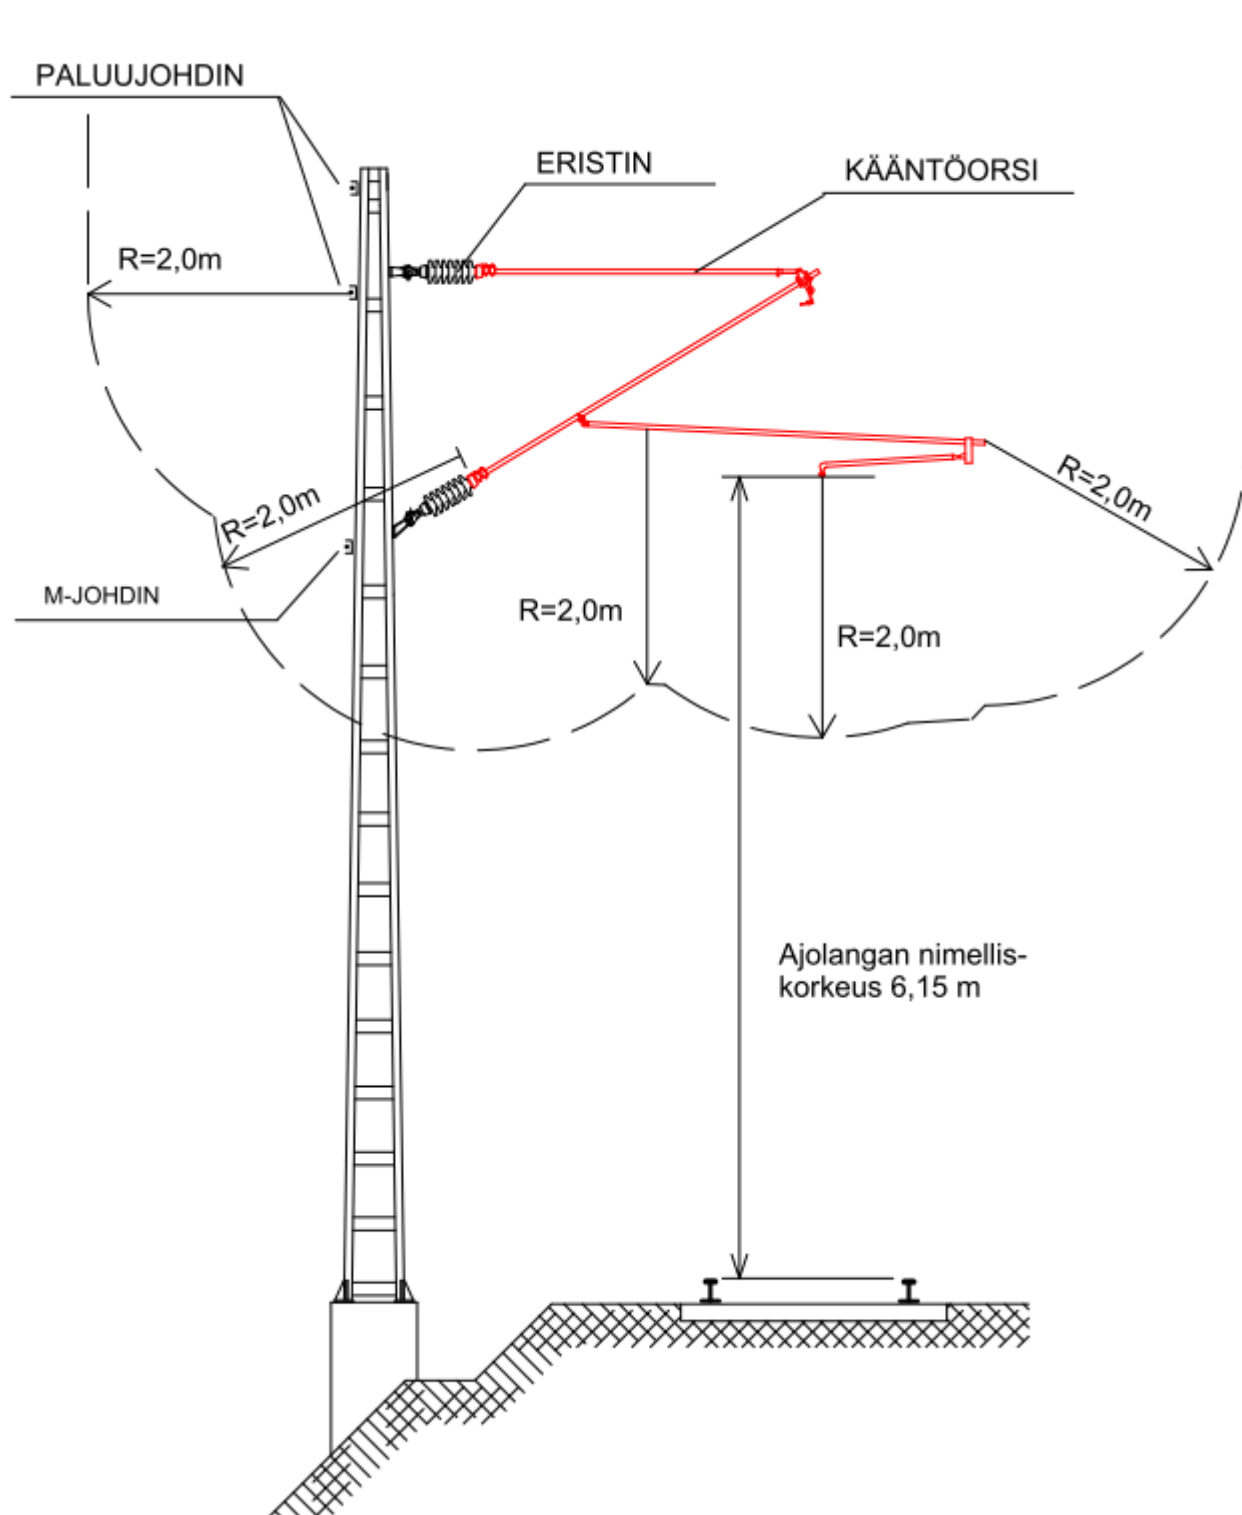 PALUUJOHDIN
ERISTIN
KÄÄNTÖORSI
R=2,0m
R=2,0m
R=2,0m
M-JOHDIN
R=2,0m
R=2,0m
Ajolangan nimellis-
korkeus 6,15 m